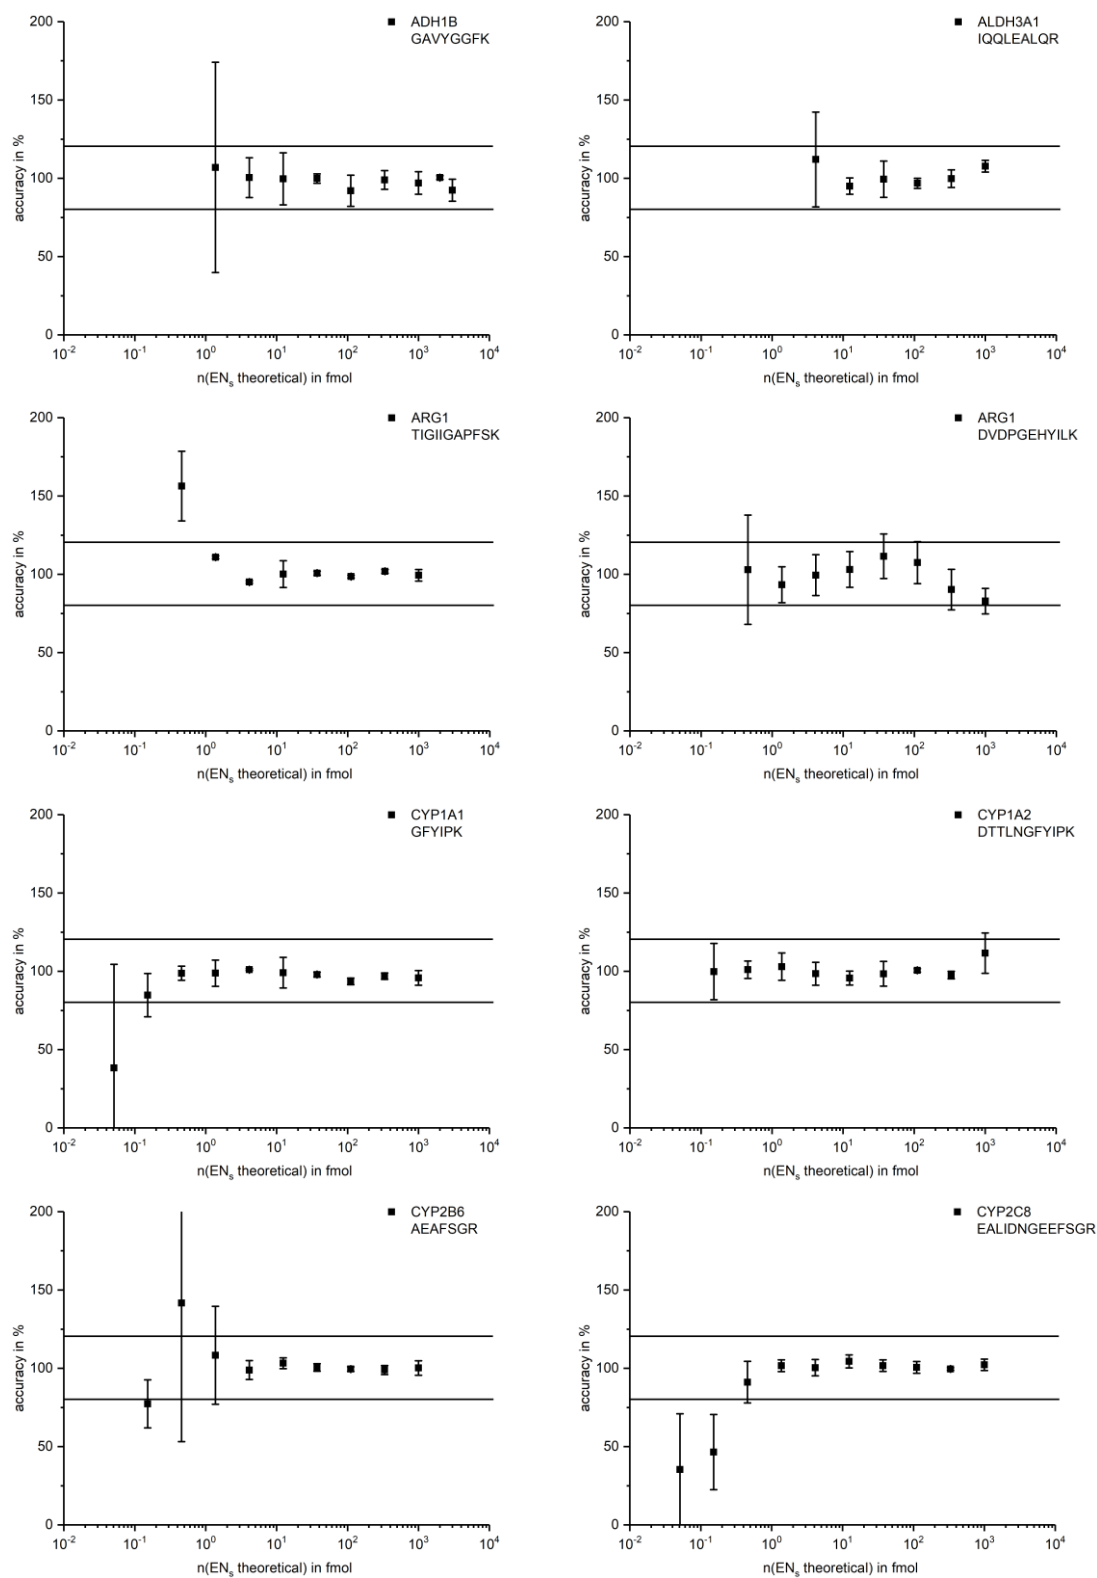 200
150
100
50
0
accuracy in %
10-2 10-1 100 101 102 103 104
n(ENs theoretical) in fmol
ADH1B
GAVYGGFK
200
150
100
50
0
accuracy in %
10-2 10-1 100 101 102 103 104
n(ENs theoretical) in fmol
ALDH3A1
IQQLEALQR
200
150
100
50
0
accuracy in %
10-2 10-1 100 101 102 103 104
n(ENs theoretical) in fmol
ARG1
TIGIIGAPFSK
200
150
100
50
0
accuracy in %
10-2 10-1 100 101 102 103 104
n(ENs theoretical) in fmol
ARG1
DVDPGEHYILK
200
150
100
50
0
accuracy in %
10-2 10-1 100 101 102 103 104
n(ENs theoretical) in fmol
CYP1A1
GFYIPK
200
150
100
50
0
accuracy in %
10-2 10-1 100 101 102 103 104
n(ENs theoretical) in fmol
CYP1A2
DTTLNGFYIPK
200
150
100
50
0
accuracy in %
10-2 10-1 100 101 102 103 104
n(ENs theoretical) in fmol
CYP2B6
AEAFSGR
200
150
100
50
0
accuracy in %
10-2 10-1 100 101 102 103 104
n(ENs theoretical) in fmol
CYP2C8
EALIDNGEEFSGR